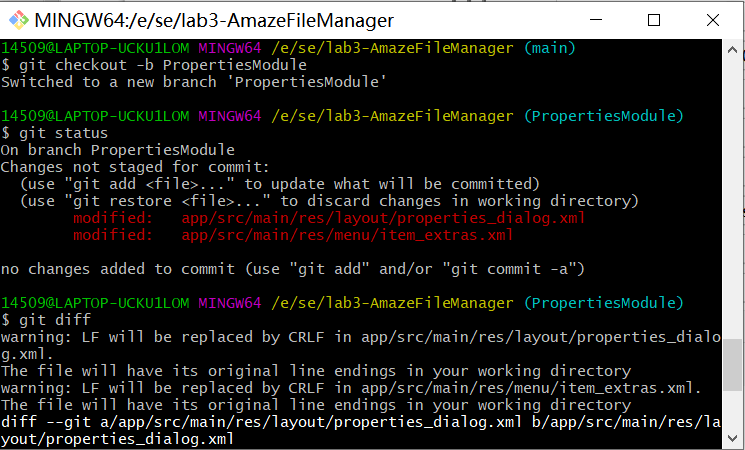 MINGW64:/e/se/lab3-AmazeFileManager
14509@LAPTOP-UCKU1LOM MINGW64 /e/se/lab3-AmazeFileManager (main)
$ git checkout -b PropertiesModule
Switched to a new branch 'PropertiesModule'
14509@LAPTOP-UCKU1LOM MINGW64 /e/se/lab3-AmazeFileManager (PropertiesModule)
$ git status
On branch PropertiesModule
Changes not staged for commit:
  (use "git add <file>..." to update what will be committed)
  (use "git restore <file>..." to discard changes in working directory)
        modified:   app/src/main/res/layout/properties_dialog.xml
        modified:   app/src/main/res/menu/item_extras.xml
no changes added to commit (use "git add" and/or "git commit -a")
14509@LAPTOP-UCKU1LOM MINGW64 /e/se/lab3-AmazeFileManager (PropertiesModule)
$ git diff
warning: LF will be replaced by CRLF in app/src/main/res/layout/properties_dialo
g.xml.
The file will have its original line endings in your working directory
warning: LF will be replaced by CRLF in app/src/main/res/menu/item_extras.xml.
The file will have its original line endings in your working directory
diff --git a/app/src/main/res/layout/properties_dialog.xml b/app/src/main/res/la
yout/properties_dialog.xml